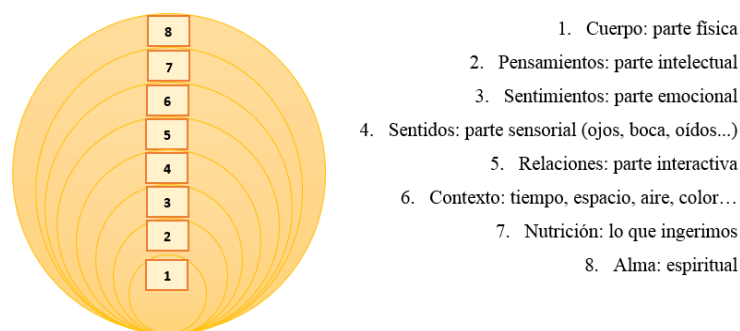 8
7
6
5
4
3
2
1
1. Cuerpo: parte física
2. Pensamientos: parte intelectual
3. Sentimientos: parte emocional
4. Sentidos: parte sensorial (ojos, boca, oídos...)
5. Relaciones: parte interactiva
6. Contexto: tiempo, espacio, aire, color…
7. Nutrición: lo que ingerimos
8. Alma: espiritual